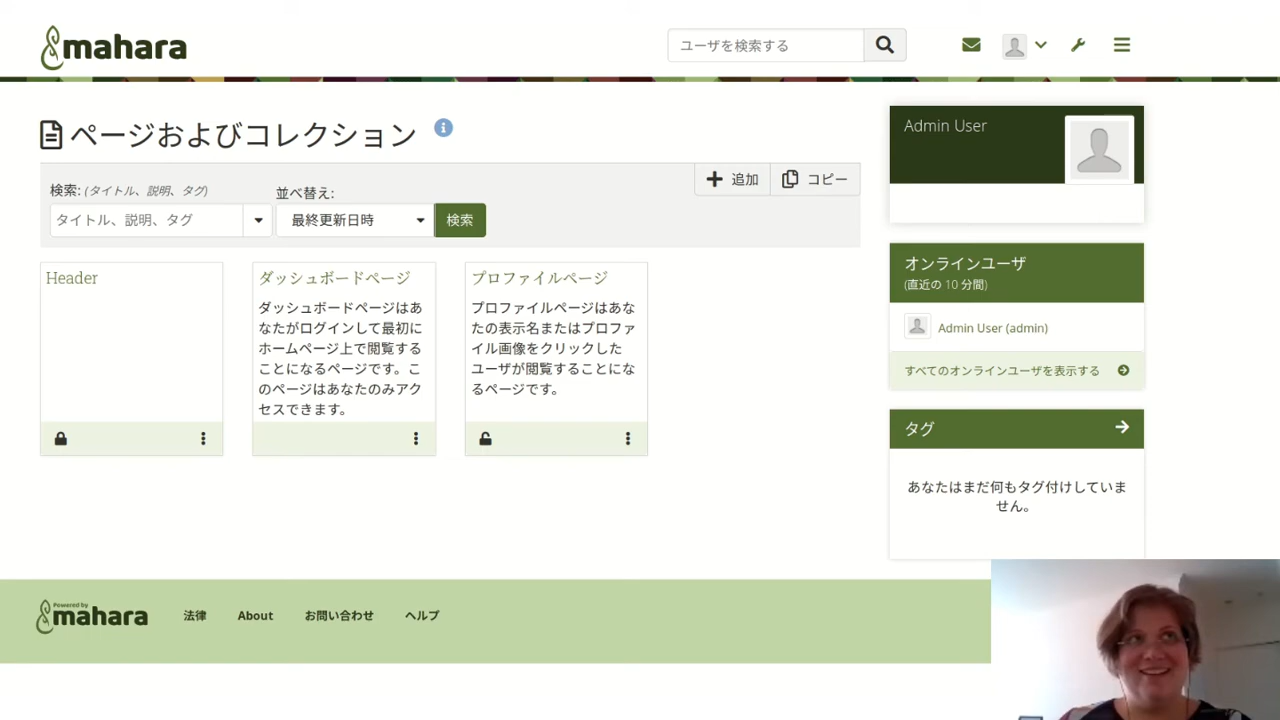 mahara
ユーザを検索する
ページおよびコレクション
検索: (タイトル、説明、タグ)
タイトル、説明、タグ
並べ替え:
最終更新日時
検索
追加
コピー
Header
ダッシュボードページ
ダッシュボードページはあ
なたがログインして最初に
ホームページ上で閲覧する
ことになるページです。こ
のページはあなたのみアク
セスできます。
プロファイルページ
プロファイルページはあな
たの表示名またはプロファ
イル画像をクリックした
ユーザが閲覧することにな
るページです。
Admin User
オンラインユーザ
(直近の 10 分間)
Admin User (admin)
すべてのオンラインユーザを表示する
タグ
あなたはまだ何もタグ付けしていま
せん。
Powered by
mahara
法律
About
お問い合わせ
ヘルプ